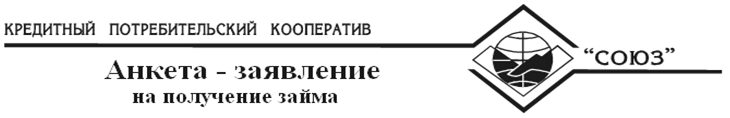 КРЕДИТНЫЙ ПОТРЕБИТЕЛЬСКИЙ КООПЕРАТИВ
“СОЮЗ”
Анкета - заявление
на получение займа